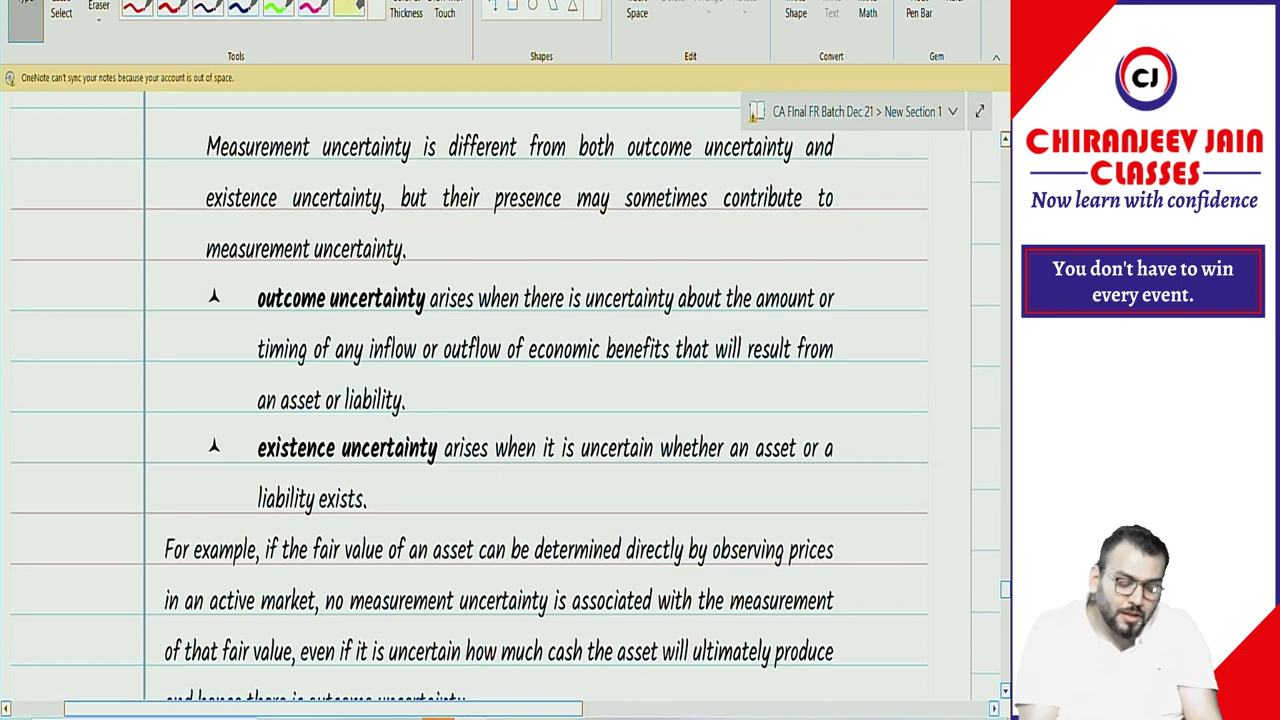 Eraser
Select
Thickness
Touch
Space
Shape
Text
Math
Pen Bar
Tools
Shapes
Edit
Convert
Gem
OneNote can't sync your notes because your account is out of space.
CA FInal FR Batch Dec 21 > New Section 1
Measurement uncertainty is different from both outcome uncertainty and
existence uncertainty, but their presence may sometimes contribute to
measurement uncertainty.
outcome uncertainty arises when there is uncertainty about the amount or
timing of any inflow or outflow of economic benefits that will result from
an asset or liability.
existence uncertainty arises when it is uncertain whether an asset or a
liability exists.
For example, if the fair value of an asset can be determined directly by observing prices
in an active market, no measurement uncertainty is associated with the measurement
of that fair value, even if it is uncertain how much cash the asset will ultimately produce
and hence there is outcome uncertainty.
CJ
CHIRANJEEV JAIN
CLASSES
Now learn with confidence
You don't have to win
every event.